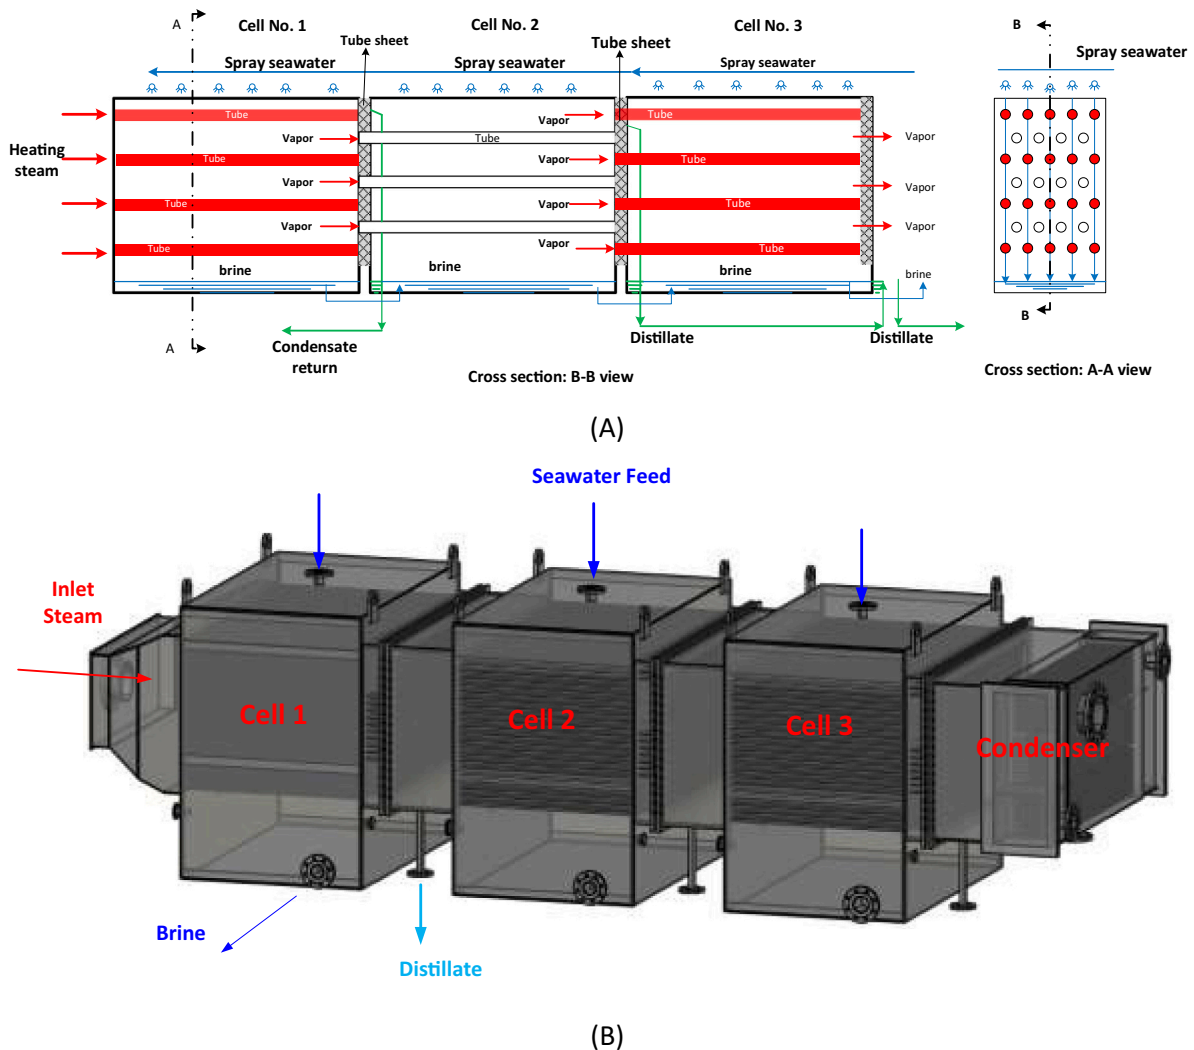 A
Cell No. 1
Cell No. 2
Cell No. 3
B
Tube sheet
Tube sheet
Spray seawater
Spray seawater
Spray seawater
Spray seawater
Tube
Vapor
Tube
Vapor
Tube
Vapor
Heating
steam
Tube
Vapor
Tube
Vapor
Tube
Vapor
Vapor
Tube
Vapor
Tube
Vapor
Vapor
Tube
Vapor
Tube
brine
brine
brine
brine
A
B
Condensate
return
Distillate
Distillate
Cross section: B-B view
Cross section: A-A view
(A)
Seawater Feed
Inlet
Steam
Cell 1
Cell 2
Cell 3
Condenser
Brine
Distillate
(B)